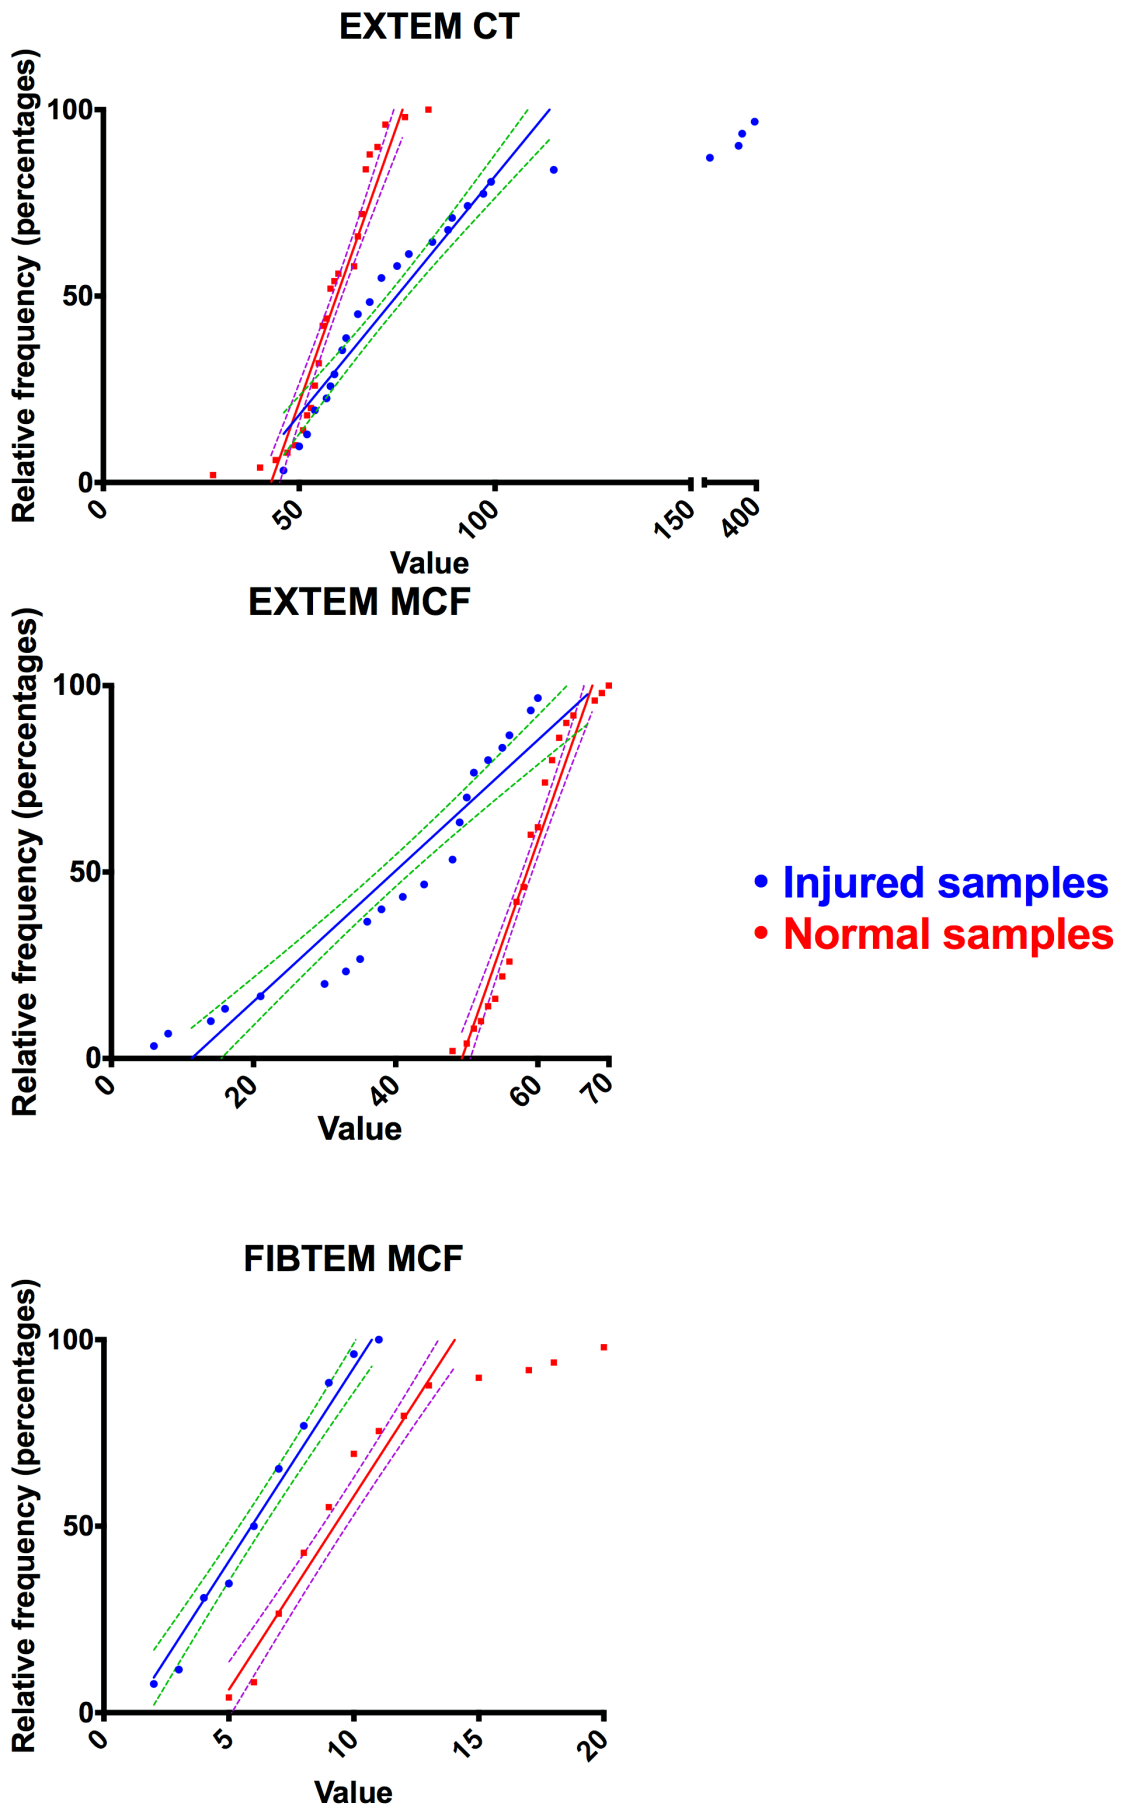 EXTEM CT
Relative frequency (percentages)
100
50
0
0
50
100
150
400
Value
EXTEM MCF
Relative frequency (percentages)
100
50
0
0
20
40
60
70
Value
Injured samples
Normal samples
FIBTEM MCF
Relative frequency (percentages)
100
50
0
0
5
10
15
20
Value